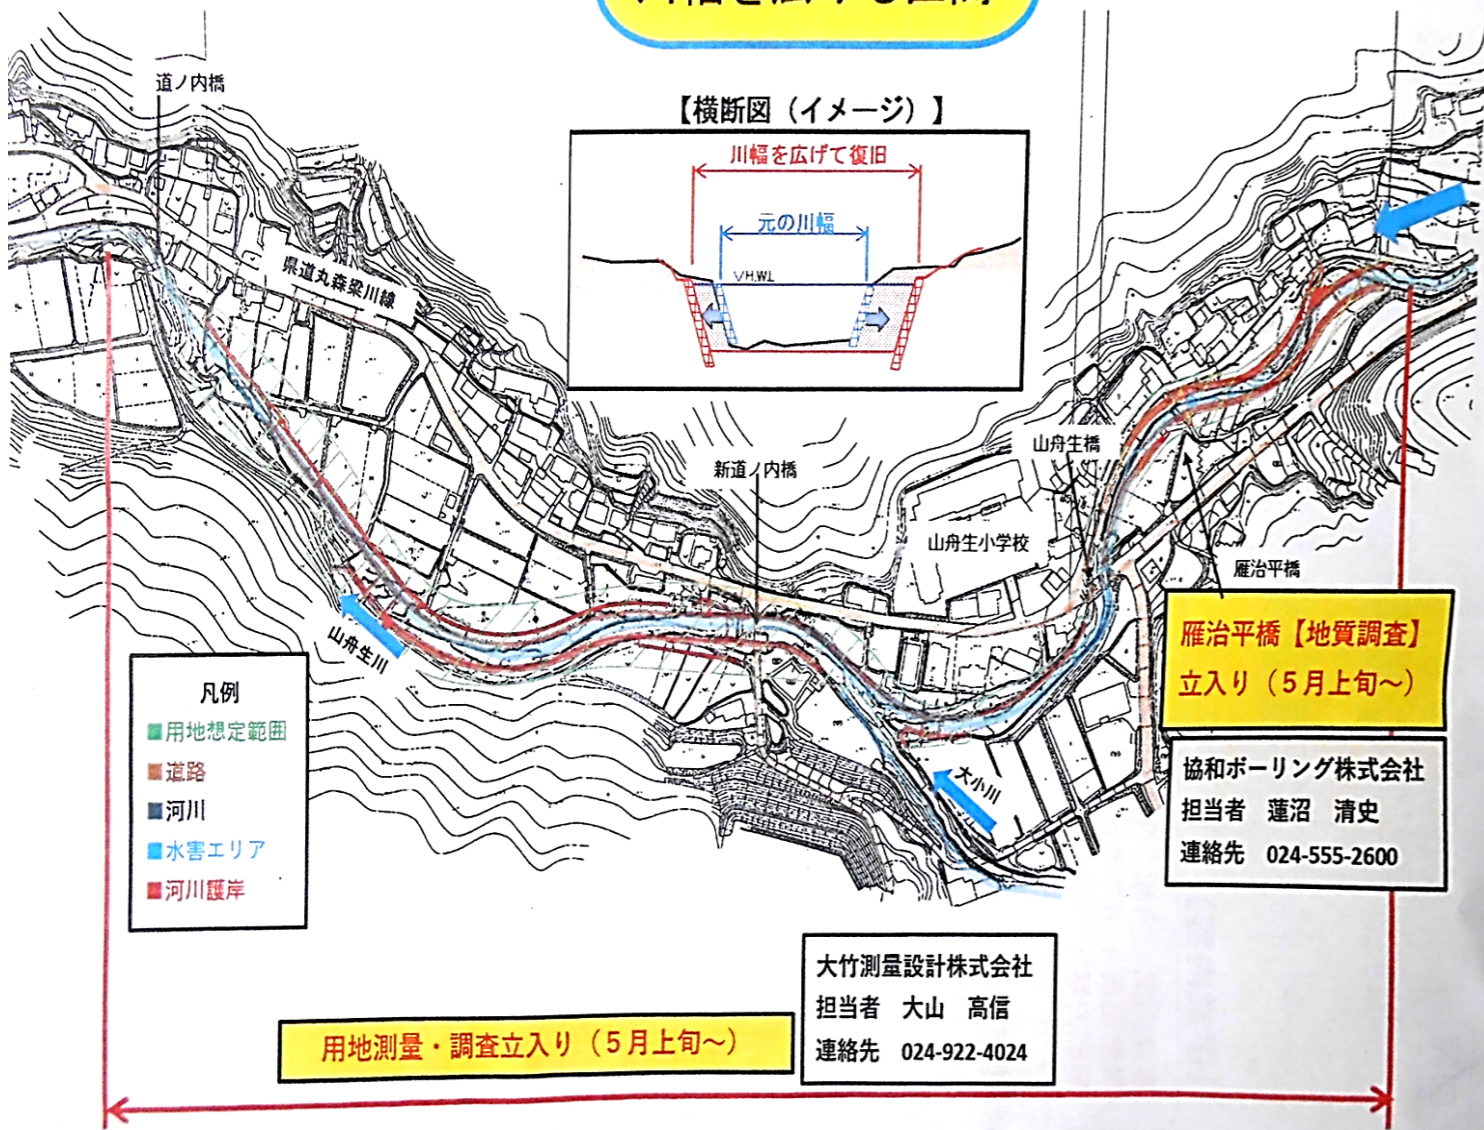 道ノ内橋
【横断図（イメージ）】
川幅を広げて復旧
元の川幅
H.W.L
県道丸森梁川線
新道ノ内橋
山舟生橋
山舟生小学校
雁治平橋
雁治平橋【地質調査】
立入り（５月上旬～）
協和ボーリング株式会社
担当者　蓮沼　清史
連絡先　024-555-2600
山舟生川
大小川
凡例
用地想定範囲
道路
河川
水害エリア
河川護岸
大竹測量設計株式会社
担当者　大山　高信
連絡先　024-922-4024
用地測量・調査立入り（５月上旬～）